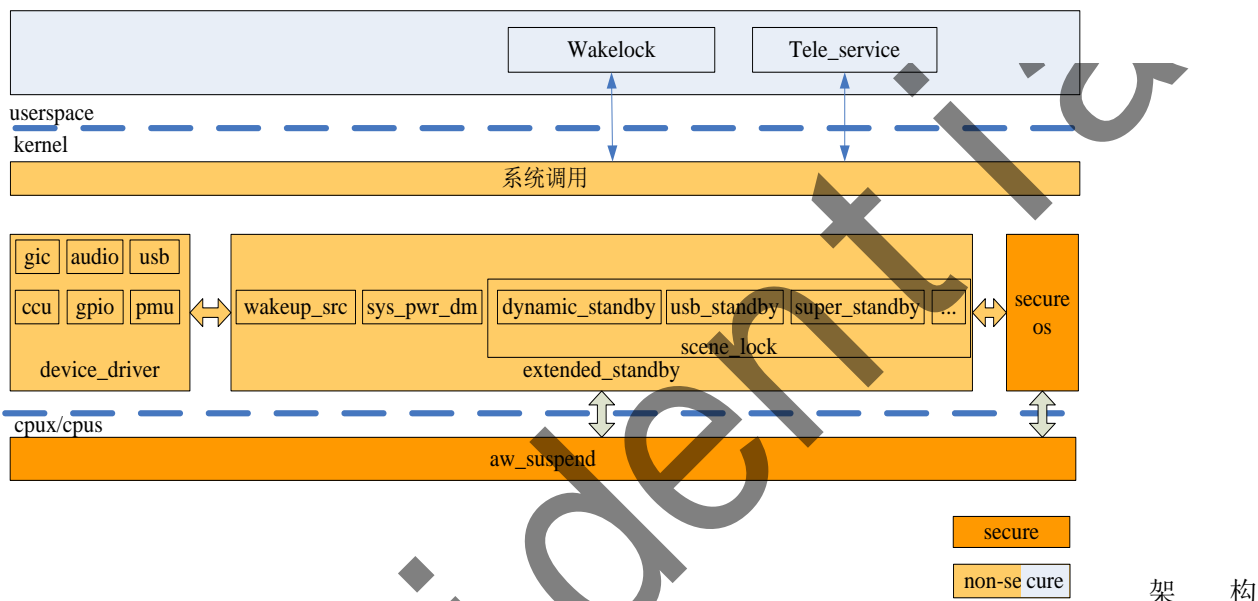 Wakelock Tele_service
userspace
kernel
系统调用
gic audio usb
ccu gpio pmu
device_driver
wakeup_src sys_pwr_dm dynamic_standby usb_standby super_standby ...
scene_lock
extended_standby
secure
os
cpux/cpus
aw_suspend
secure
non-secure
架 构